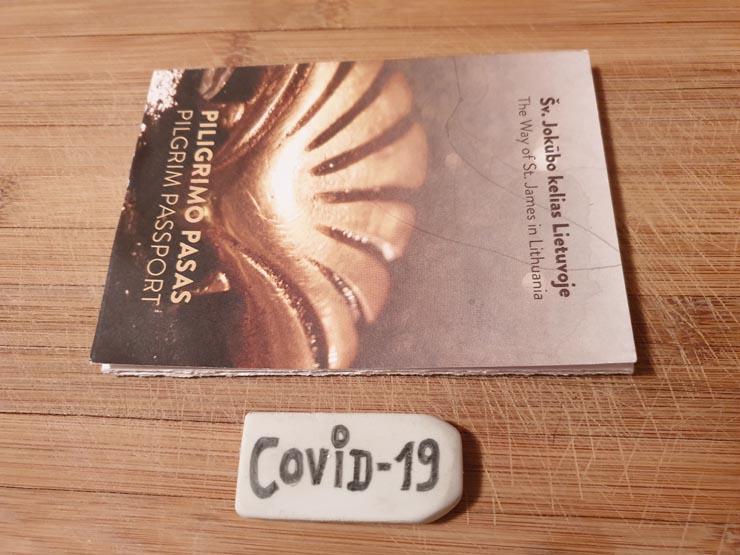 Šv. Jokūbo kelias Lietuvoje
The Way of St. James in Lithuania
PILIGRIMO PASAS
PILGRIM PASSPORT
COViD-19